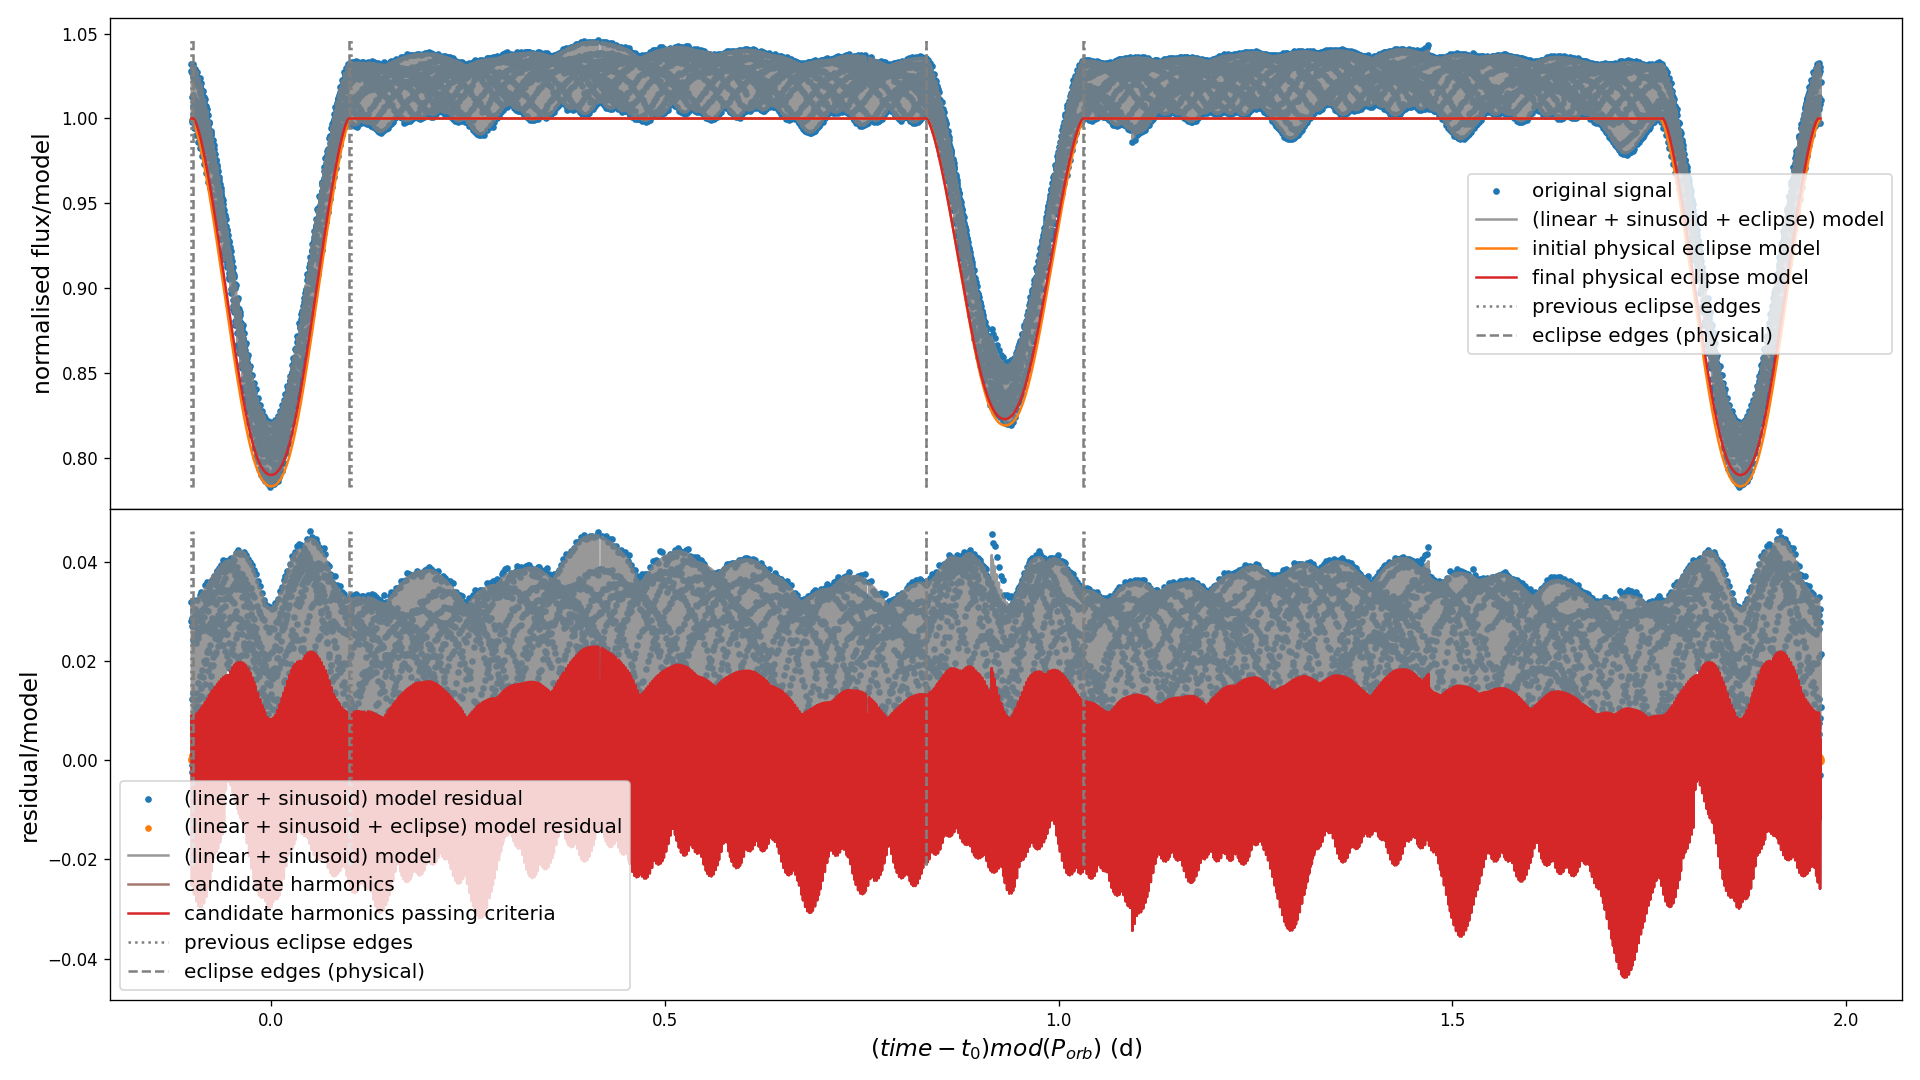 normalised flux/model
1.05
1.00
0.95
0.90
0.85
0.80
original signal
(linear + sinusoid + eclipse) model
initial physical eclipse model
final physical eclipse model
previous eclipse edges
eclipse edges (physical)
residual/model
0.04
0.02
0.00
−0.02
−0.04
(linear + sinusoid) model residual
(linear + sinusoid + eclipse) model residual
(linear + sinusoid) model
candidate harmonics
candidate harmonics passing criteria
previous eclipse edges
eclipse edges (physical)
0.0 0.5 1.0 1.5 2.0
(time − t₀)mod(P_orb) (d)